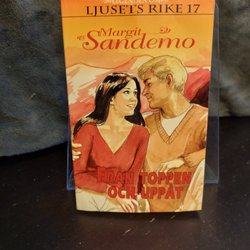 LJUSETS RIKE 17
Margit
Sandemo
FRÅN TOPPEN
OCH UPPÅT